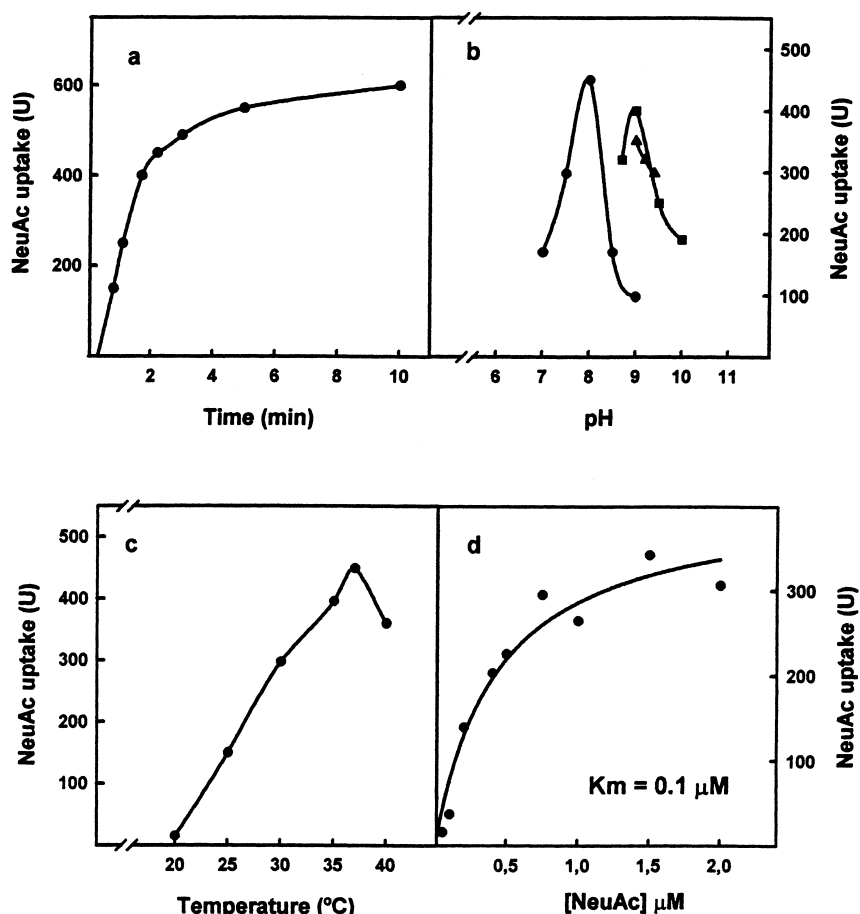 a
NeuAc uptake (U)
600
400
200
2
4
6
8
10
Time (min)
b
500
400
300
200
100
NeuAc uptake (U)
6
7
8
9
10
11
pH
c
NeuAc uptake (U)
500
400
300
200
100
20
25
30
35
40
Temperature (ºC)
d
300
200
100
NeuAc uptake (U)
Km = 0.1 μM
0,5
1,0
1,5
2,0
[NeuAc] μM